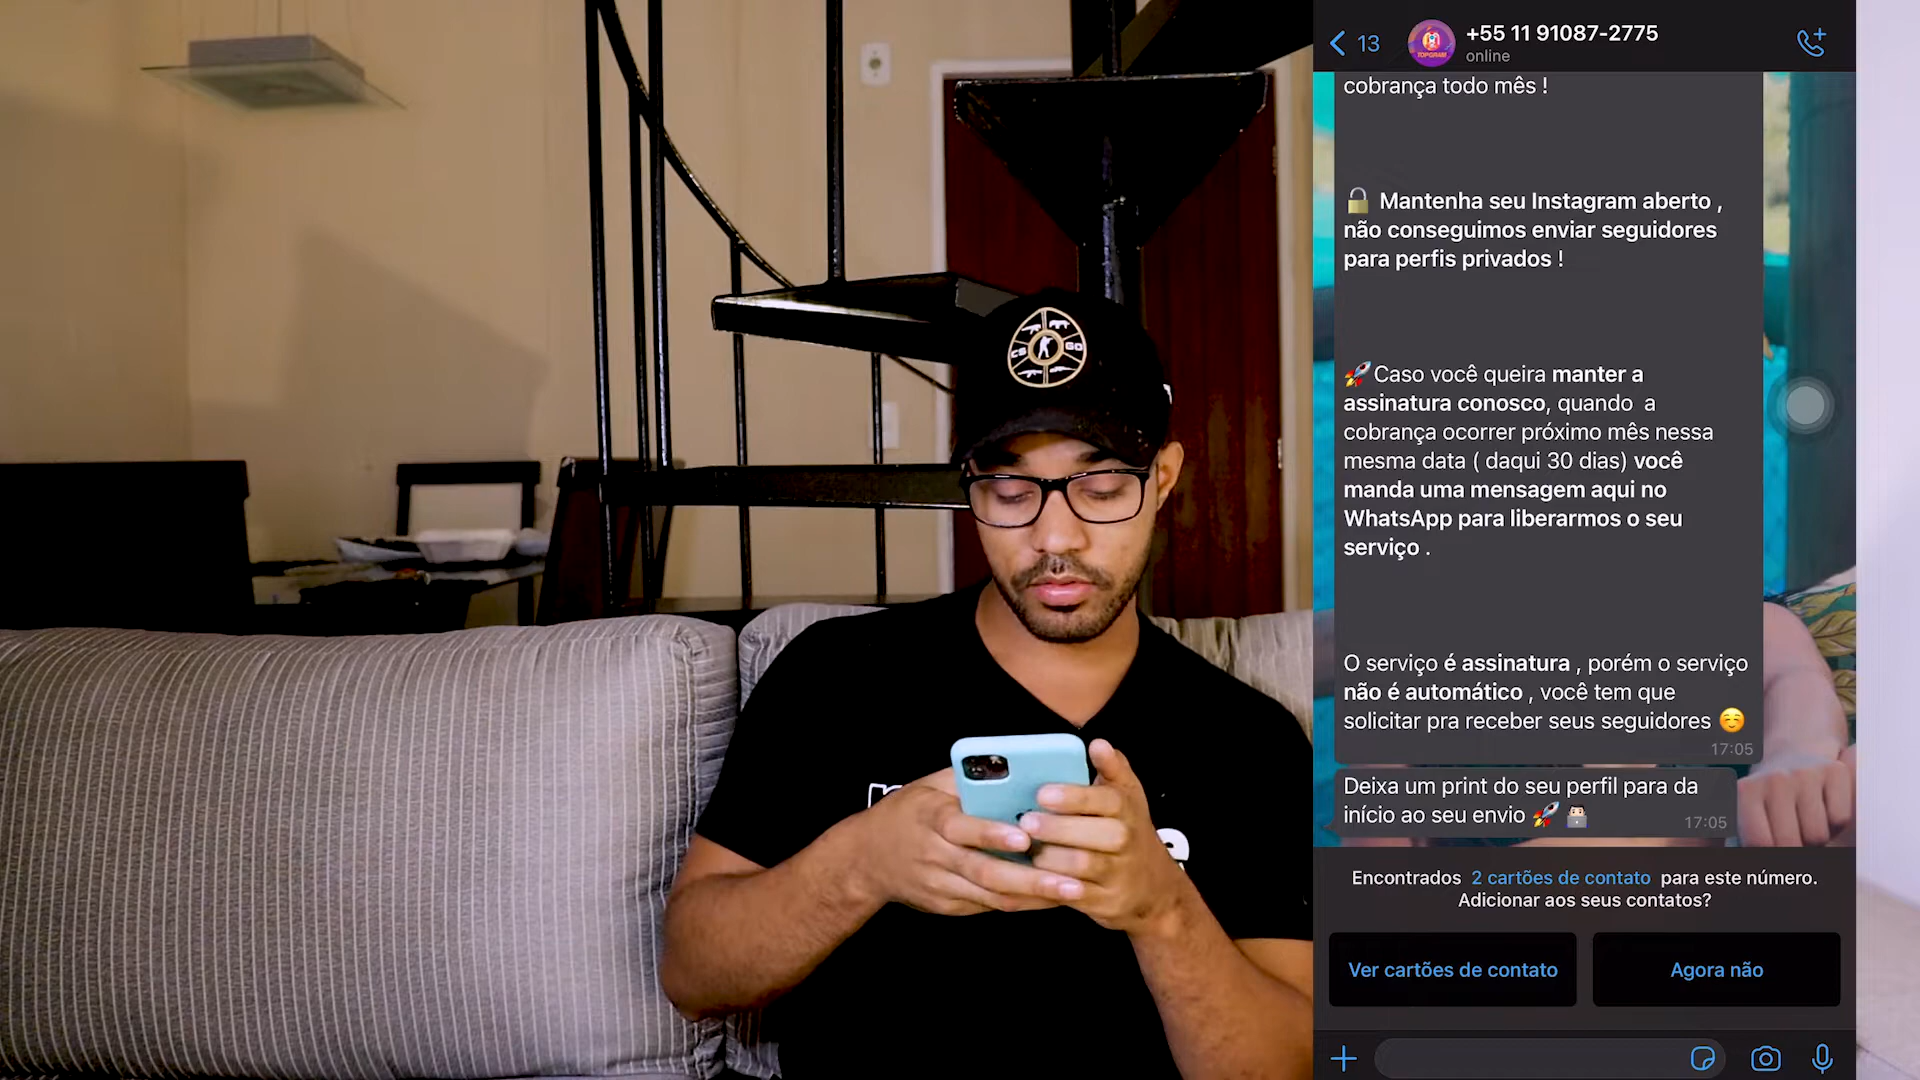 13
+55 11 91087-2775
online
TOPGRAM
cobrança todo mês !
🔓 Mantenha seu Instagram aberto ,
não conseguimos enviar seguidores
para perfis privados !
🚀Caso você queira manter a
assinatura conosco, quando a
cobrança ocorrer próximo mês nessa
mesma data ( daqui 30 dias) você
manda uma mensagem aqui no
WhatsApp para liberarmos o seu
serviço .
O serviço é assinatura , porém o serviço
não é automático , você tem que
solicitar pra receber seus seguidores ☺️
17:05
Deixa um print do seu perfil para da
início ao seu envio 🚀 👨🏻‍💻
17:05
Encontrados 2 cartões de contato para este número.
Adicionar aos seus contatos?
Ver cartões de contato
Agora não
CS GO